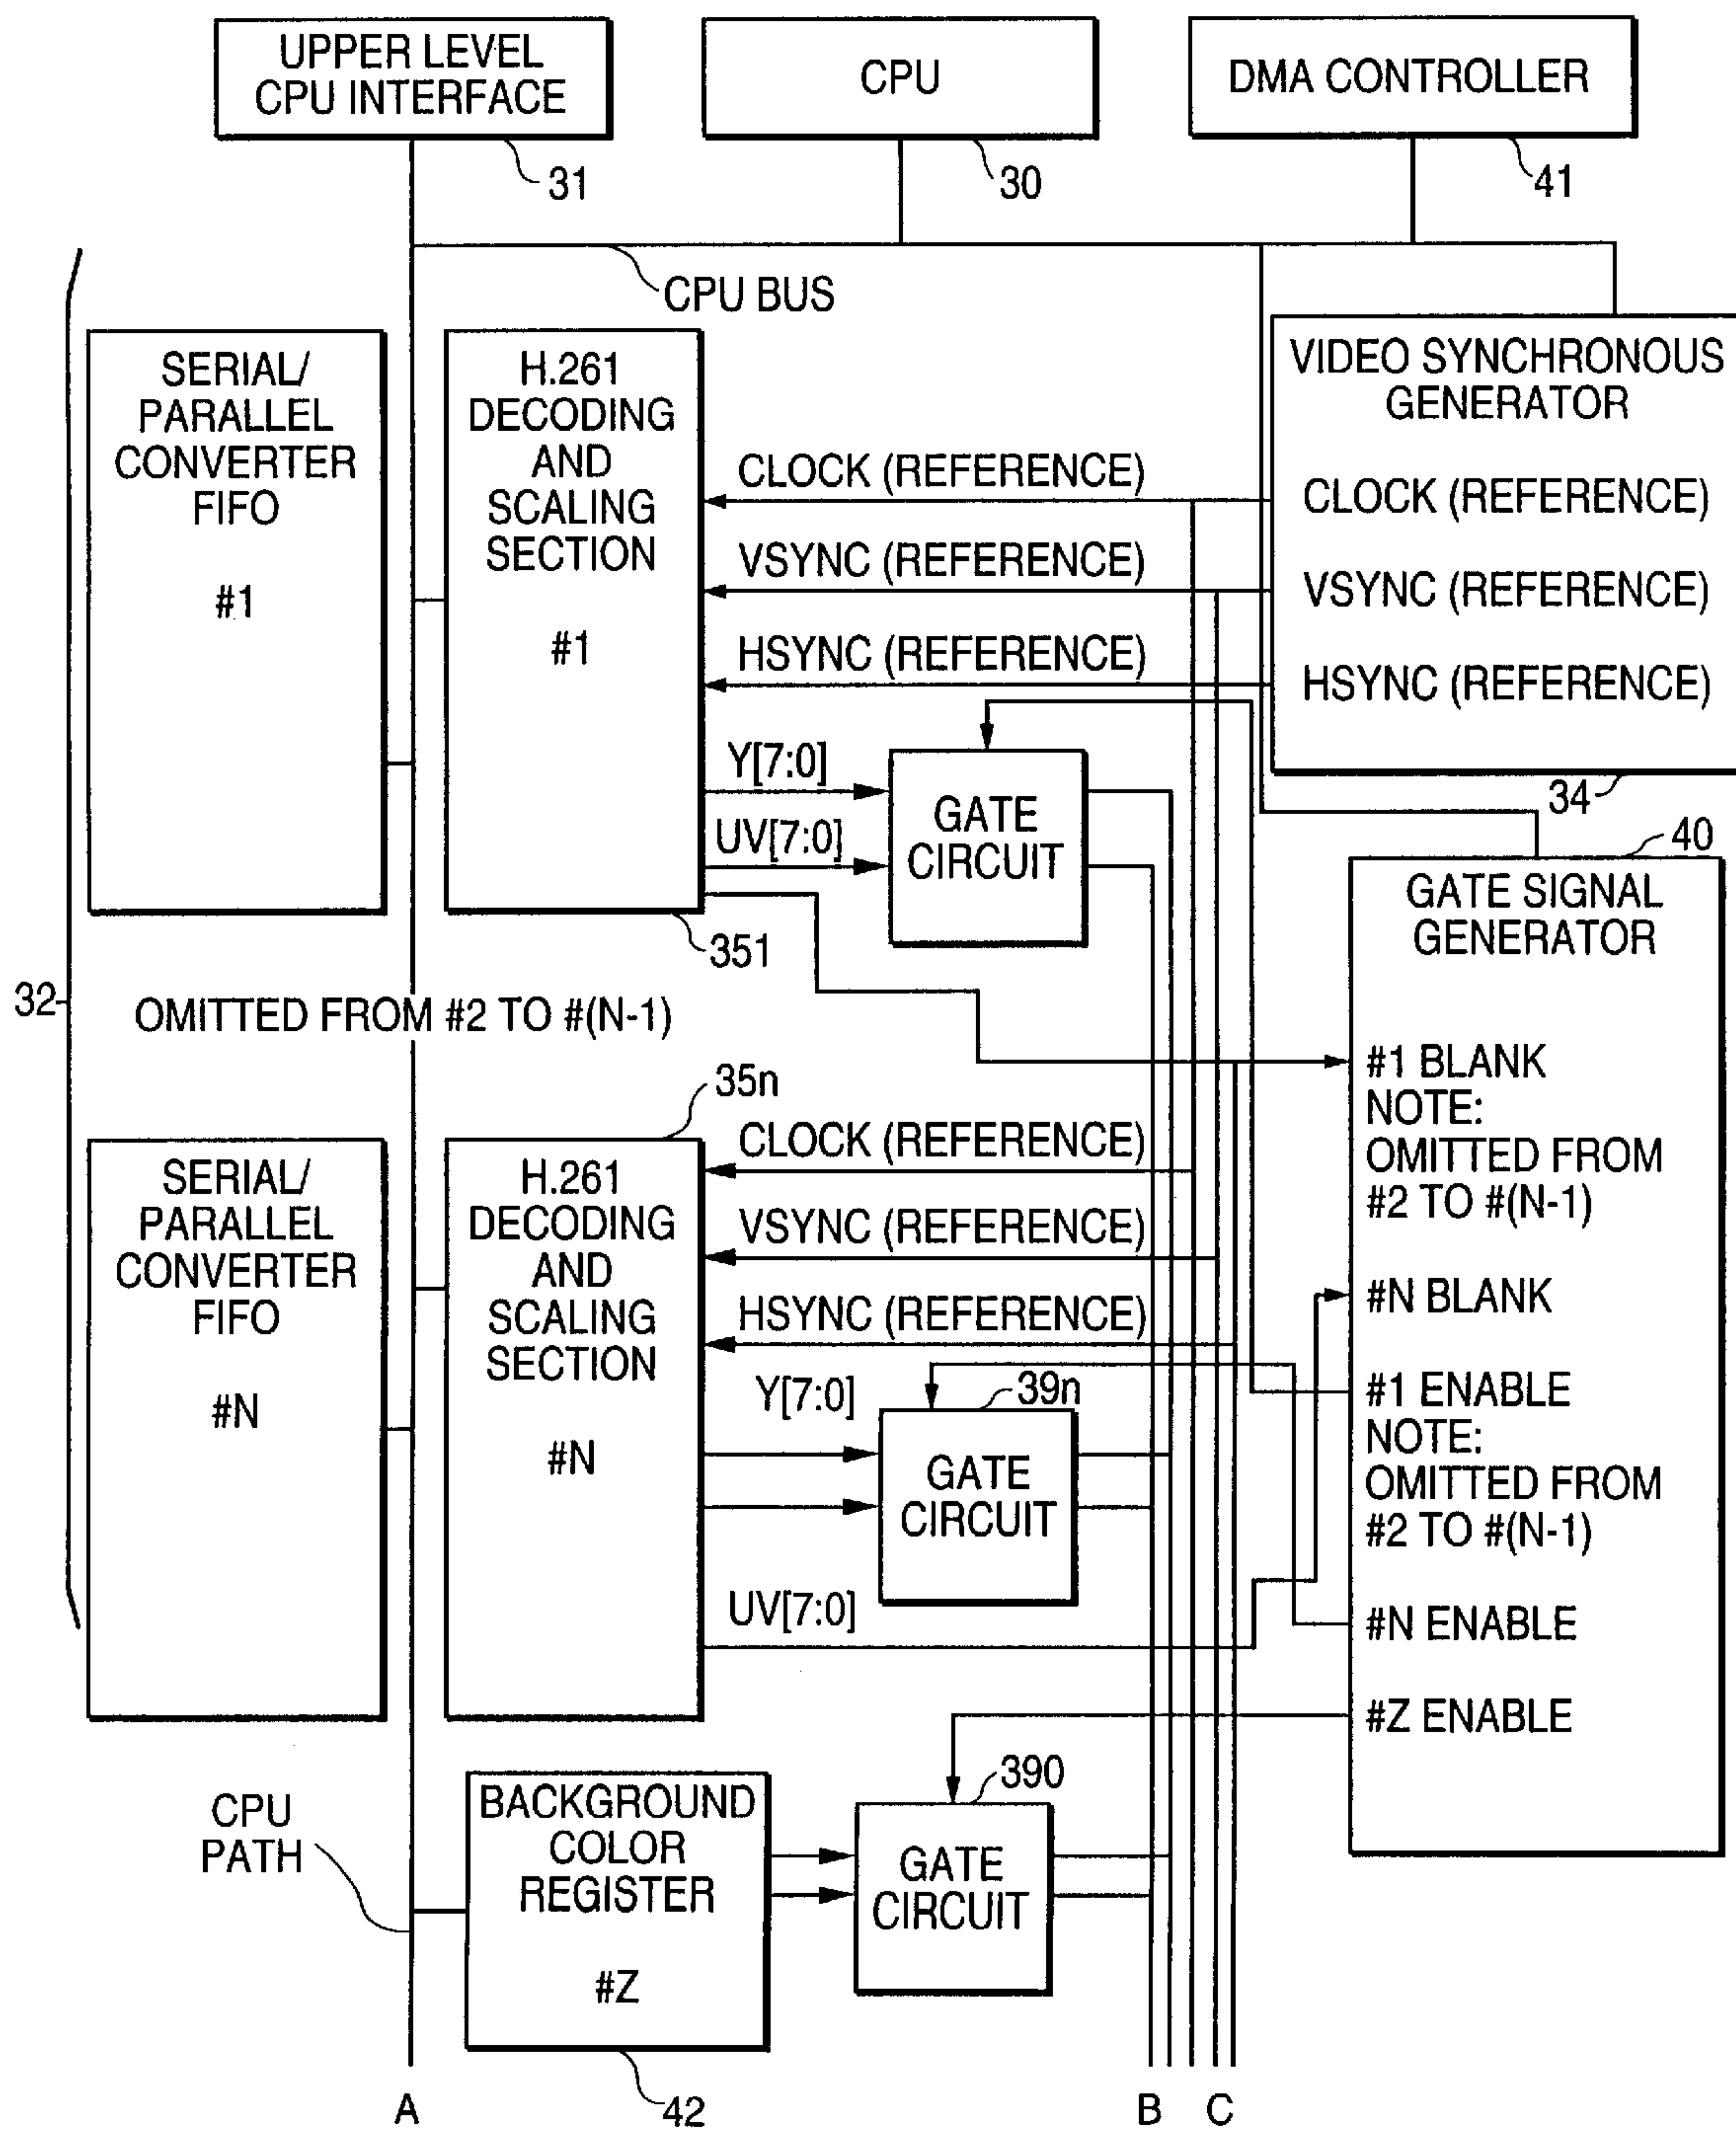 UPPER LEVEL
CPU INTERFACE
31
CPU
30
DMA CONTROLLER
41
CPU BUS
SERIAL/
PARALLEL
CONVERTER
FIFO
#1
H.261
DECODING
AND
SCALING
SECTION
#1
351
CLOCK (REFERENCE)
VSYNC (REFERENCE)
HSYNC (REFERENCE)
VIDEO SYNCHRONOUS
GENERATOR
CLOCK (REFERENCE)
VSYNC (REFERENCE)
HSYNC (REFERENCE)
34
Y[7:0]
UV[7:0]
GATE
CIRCUIT
40
GATE SIGNAL
GENERATOR
#1 BLANK
NOTE:
OMITTED FROM
#2 TO #(N-1)
#N BLANK
#1 ENABLE
NOTE:
OMITTED FROM
#2 TO #(N-1)
#N ENABLE
#Z ENABLE
32
OMITTED FROM #2 TO #(N-1)
35n
SERIAL/
PARALLEL
CONVERTER
FIFO
#N
H.261
DECODING
AND
SCALING
SECTION
#N
CLOCK (REFERENCE)
VSYNC (REFERENCE)
HSYNC (REFERENCE)
Y[7:0]
39n
GATE
CIRCUIT
UV[7:0]
CPU
PATH
BACKGROUND
COLOR
REGISTER
#Z
42
390
GATE
CIRCUIT
A
B
C